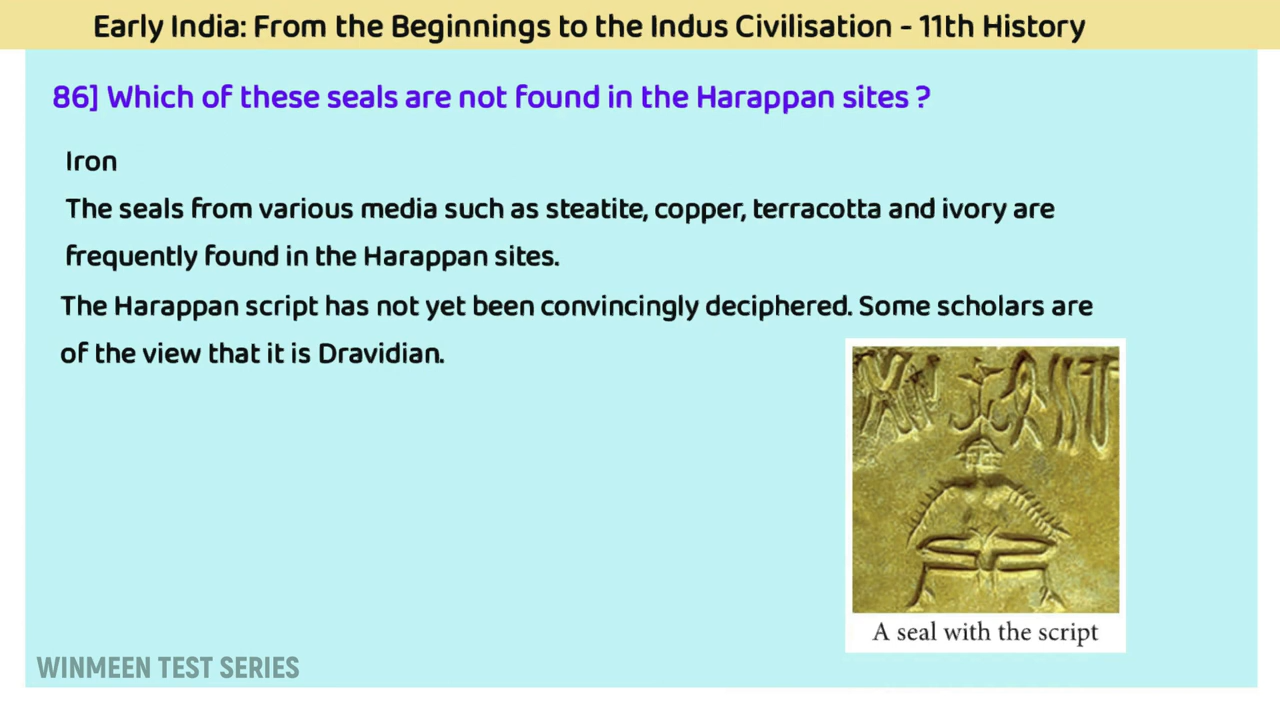 Early India: From the Beginnings to the Indus Civilisation - 11th History
86] Which of these seals are not found in the Harappan sites ?
Iron
The seals from various media such as steatite, copper, terracotta and ivory are
frequently found in the Harappan sites.
The Harappan script has not yet been convincingly deciphered. Some scholars are
of the view that it is Dravidian.
A seal with the script
WINMEEN TEST SERIES